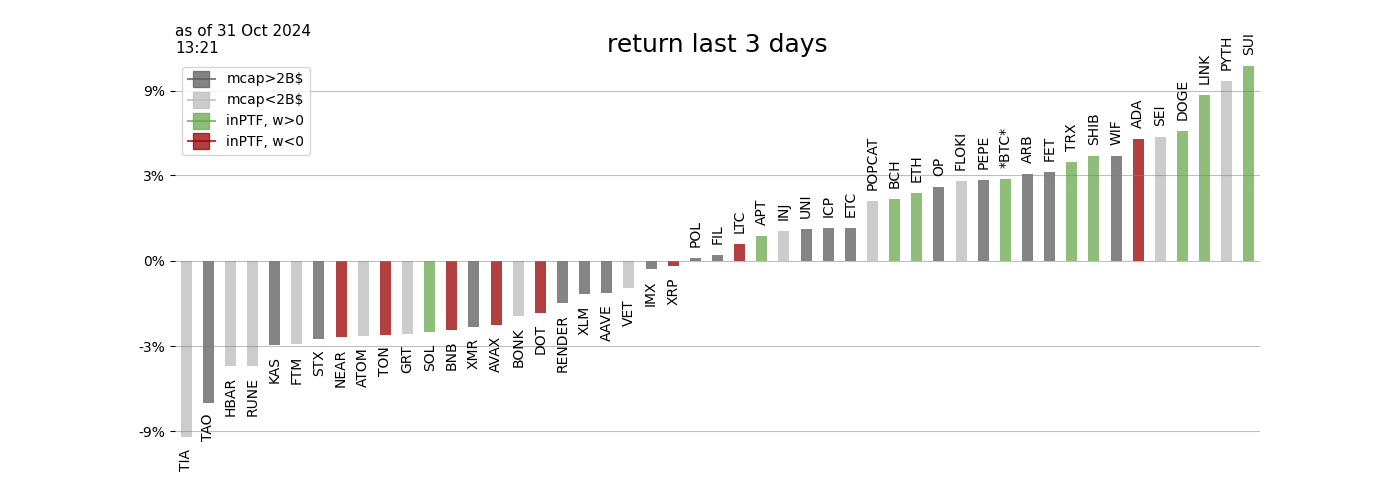 as of 31 Oct 2024
13:21
return last 3 days
mcap>2B$
mcap<2B$
inPTF, w>0
inPTF, w<0
9%
3%
0%
-3%
-9%
TIA
TAO
HBAR
RUNE
KAS
FTM
STX
NEAR
ATOM
TON
GRT
SOL
BNB
XMR
AVAX
BONK
DOT
RENDER
XLM
AAVE
VET
IMX
XRP
POL
FIL
LTC
APT
INJ
UNI
ICP
ETC
POPCAT
BCH
ETH
OP
FLOKI
PEPE
*BTC*
ARB
FET
TRX
SHIB
WIF
ADA
SEI
DOGE
LINK
PYTH
SUI